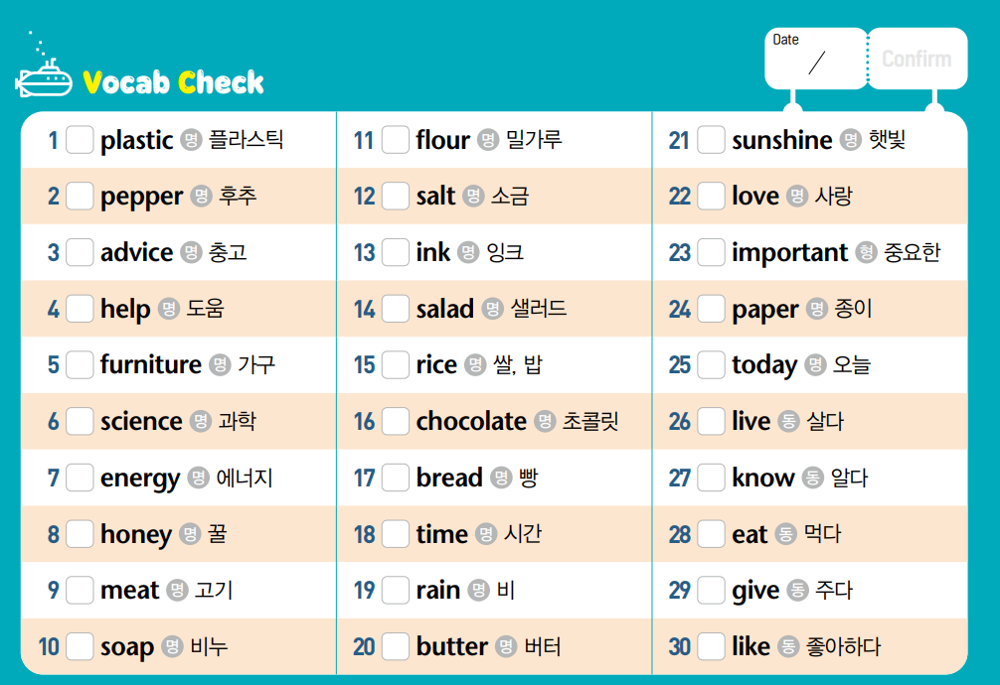 Date
/
Confirm
Vocab Check
1 plastic 명 플라스틱
2 pepper 명 후추
3 advice 명 충고
4 help 명 도움
5 furniture 명 가구
6 science 명 과학
7 energy 명 에너지
8 honey 명 꿀
9 meat 명 고기
10 soap 명 비누
11 flour 명 밀가루
12 salt 명 소금
13 ink 명 잉크
14 salad 명 샐러드
15 rice 명 쌀, 밥
16 chocolate 명 초콜릿
17 bread 명 빵
18 time 명 시간
19 rain 명 비
20 butter 명 버터
21 sunshine 명 햇빛
22 love 명 사랑
23 important 형 중요한
24 paper 명 종이
25 today 명 오늘
26 live 동 살다
27 know 동 알다
28 eat 동 먹다
29 give 동 주다
30 like 동 좋아하다